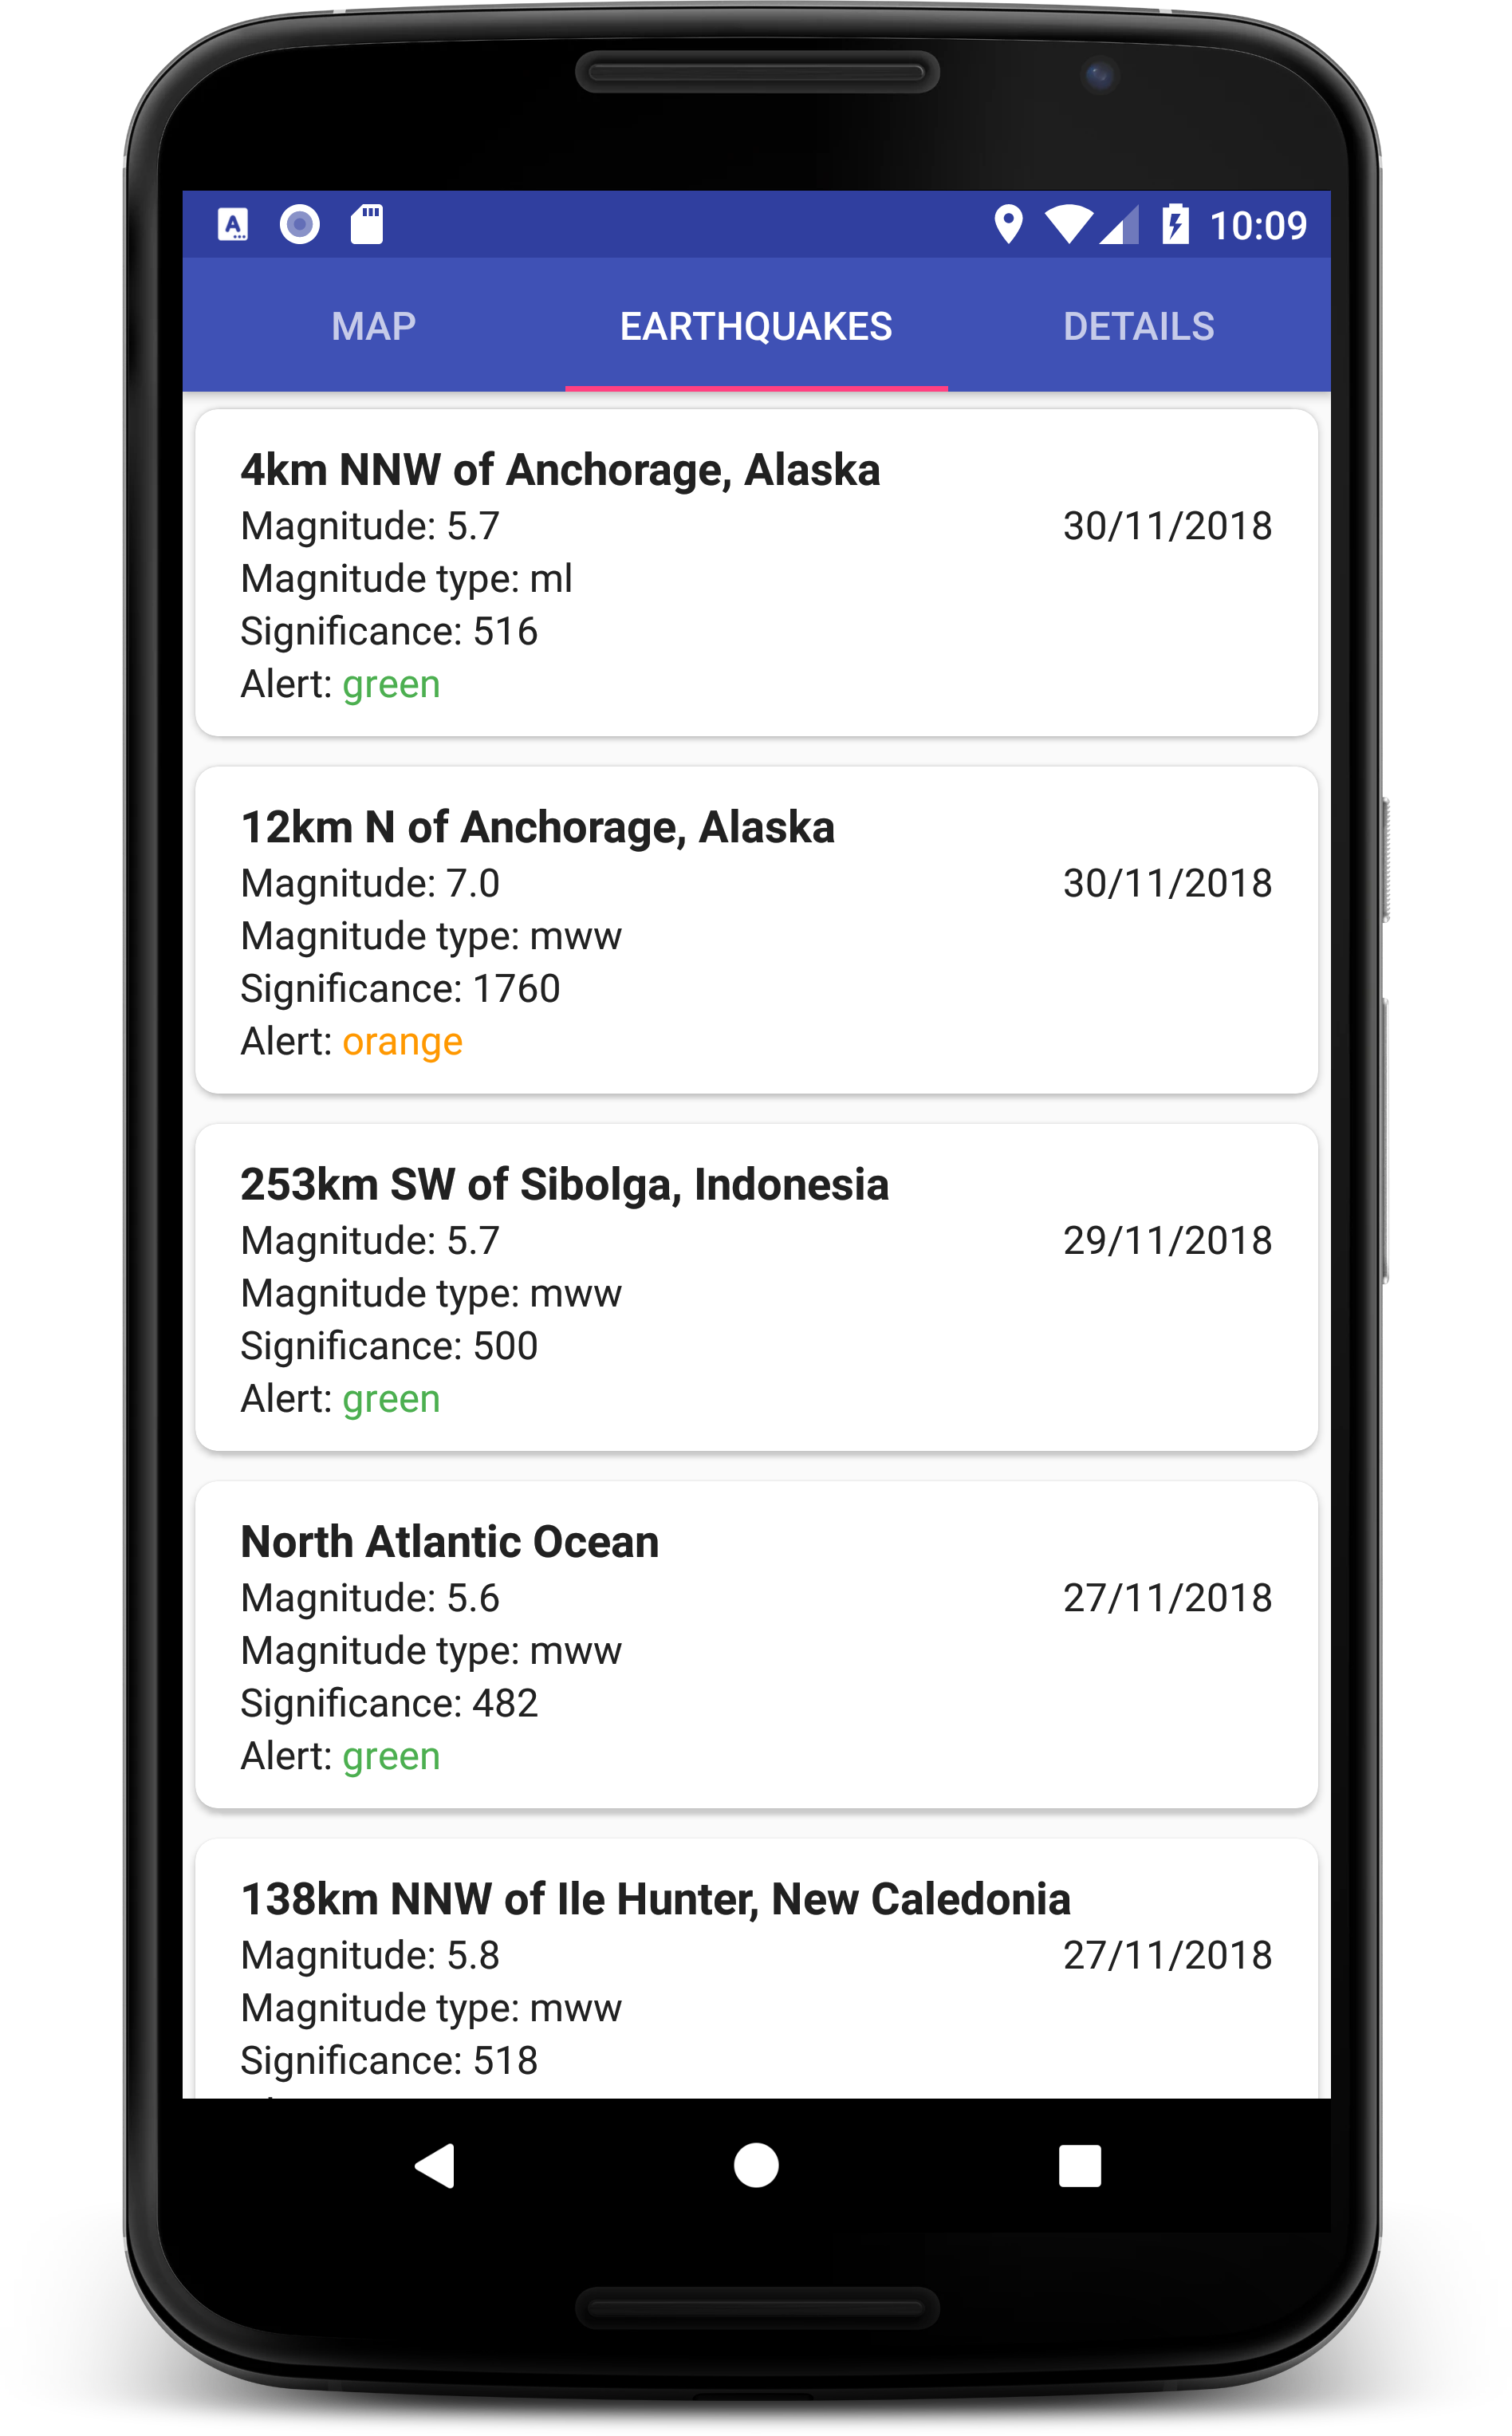 10:09
MAP EARTHQUAKES DETAILS
4km NNW of Anchorage, Alaska
Magnitude: 5.7 30/11/2018
Magnitude type: ml
Significance: 516
Alert: green
12km N of Anchorage, Alaska
Magnitude: 7.0 30/11/2018
Magnitude type: mww
Significance: 1760
Alert: orange
253km SW of Sibolga, Indonesia
Magnitude: 5.7 29/11/2018
Magnitude type: mww
Significance: 500
Alert: green
North Atlantic Ocean
Magnitude: 5.6 27/11/2018
Magnitude type: mww
Significance: 482
Alert: green
138km NNW of Ile Hunter, New Caledonia
Magnitude: 5.8 27/11/2018
Magnitude type: mww
Significance: 518